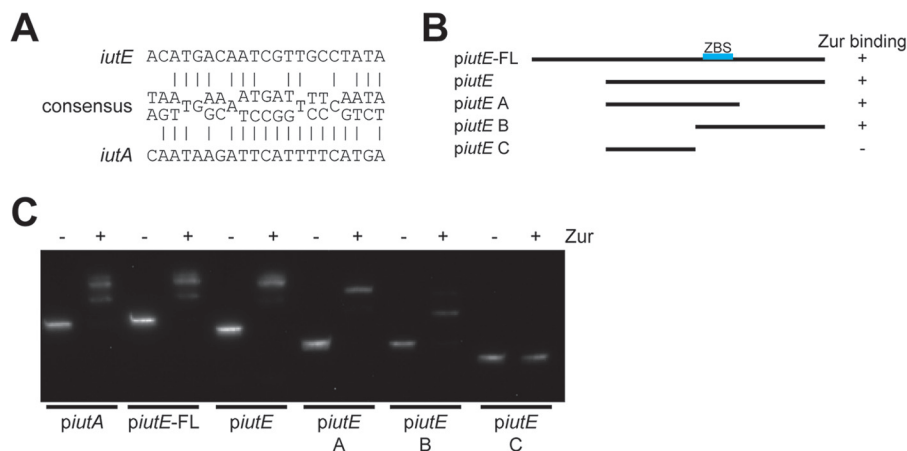 A
iutE ACATGACAATCGTTGCCTATA
consensus
TAA AA ATGAT TT AATA
TG A T C
AGT GC TCCGG CC GTCT
iutA CAATAAGATTCATTTTCATGA
B
ZBS Zur binding
piutE-FL +
piutE +
piutE A +
piutE B +
piutE C -
C
- + - + - + - + - + - + Zur
piutA piutE-FL piutE piutE piutE piutE
A B C